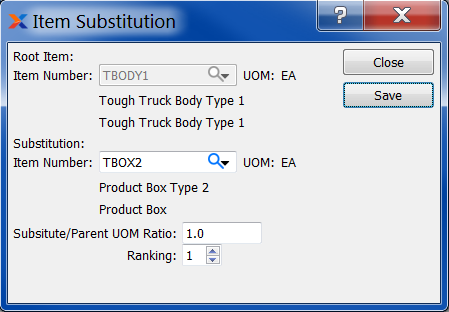 Item Substitution
?
Root Item:
Close
Item Number: TBODY1 UOM: EA
Save
Tough Truck Body Type 1
Tough Truck Body Type 1
Substitution:
Item Number: TBOX2 UOM: EA
Product Box Type 2
Product Box
Subsitute/Parent UOM Ratio: 1.0
Ranking: 1